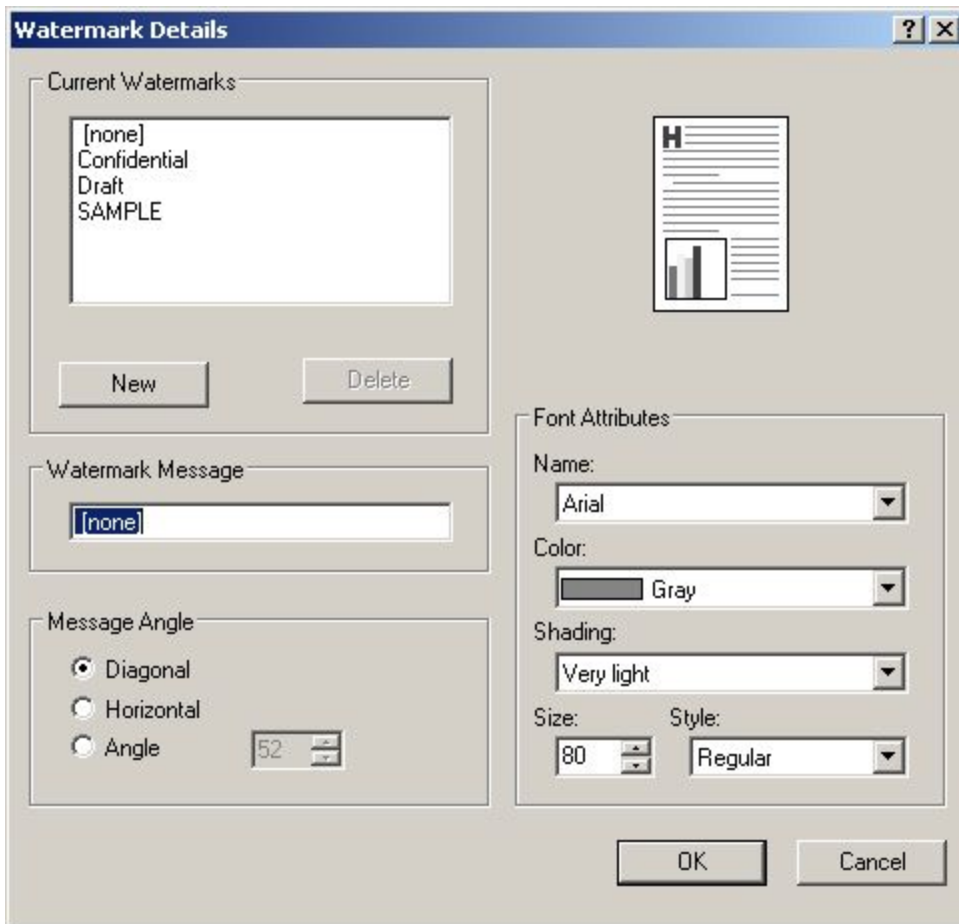 Watermark Details
Current Watermarks
[none]
Confidential
Draft
SAMPLE
New Delete
Watermark Message
[none]
Message Angle
Diagonal
Horizontal
Angle 52
H
Font Attributes
Name:
Arial
Color:
Gray
Shading:
Very light
Size: Style:
80 Regular
OK Cancel